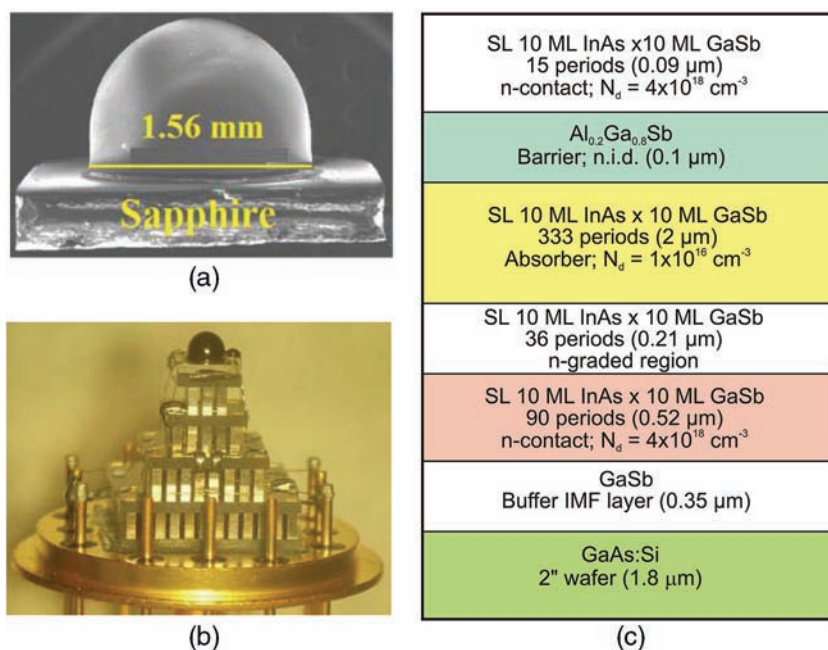 1.56 mm
Sapphire
(a)
(b)
SL 10 ML InAs x10 ML GaSb
15 periods (0.09 μm)
n-contact; N_d = 4x10^18 cm^-3
Al_0.2Ga_0.8Sb
Barrier; n.i.d. (0.1 μm)
SL 10 ML InAs x 10 ML GaSb
333 periods (2 μm)
Absorber; N_d = 1x10^16 cm^-3
SL 10 ML InAs x 10 ML GaSb
36 periods (0.21 μm)
n-graded region
SL 10 ML InAs x 10 ML GaSb
90 periods (0.52 μm)
n-contact; N_d = 4x10^18 cm^-3
GaSb
Buffer IMF layer (0.35 μm)
GaAs:Si
2" wafer (1.8 μm)
(c)